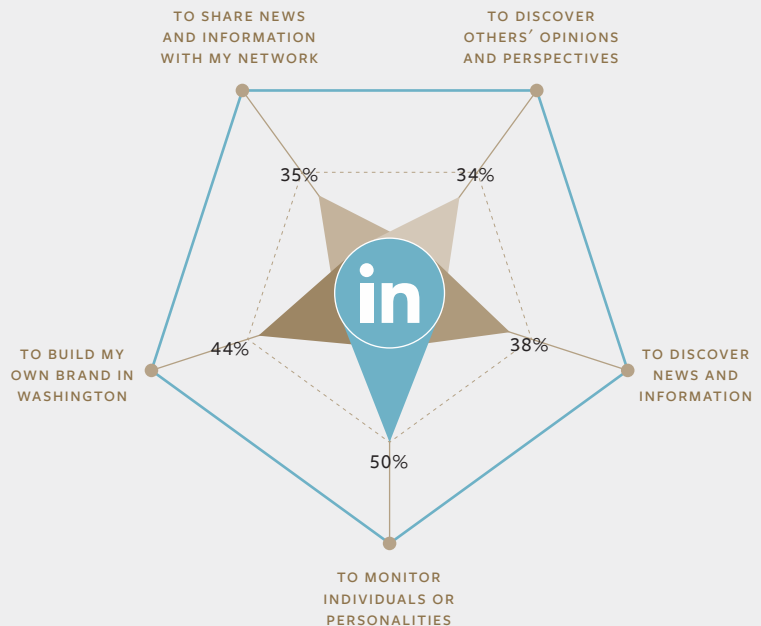 TO SHARE NEWS
AND INFORMATION
WITH MY NETWORK
TO DISCOVER
OTHERS´ OPINIONS
AND PERSPECTIVES
35%
34%
in
44%
38%
TO BUILD MY
OWN BRAND IN
WASHINGTON
TO DISCOVER
NEWS AND
INFORMATION
50%
TO MONITOR
INDIVIDUALS OR
PERSONALITIES